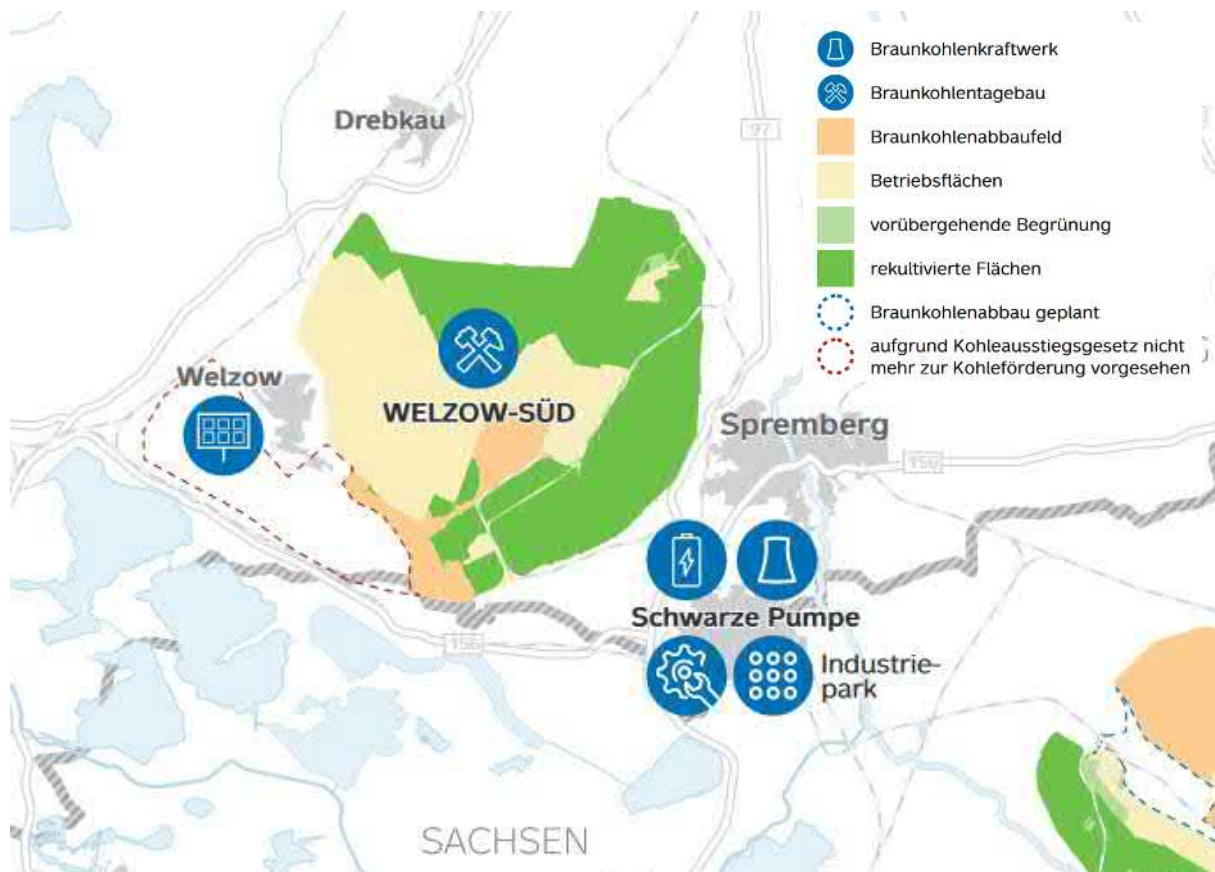 Braunkohlenkraftwerk
Braunkohlentagebau
Braunkohlenabbaufeld
Betriebsflächen
vorübergehende Begrünung
rekultivierte Flächen
Braunkohlenabbau geplant
aufgrund Kohleausstiegsgesetz nicht
mehr zur Kohleförderung vorgesehen
Drebkau
97
Welzow
WELZOW-SÜD
Spremberg
156
Schwarze Pumpe
156
Industrie-
park
SACHSEN